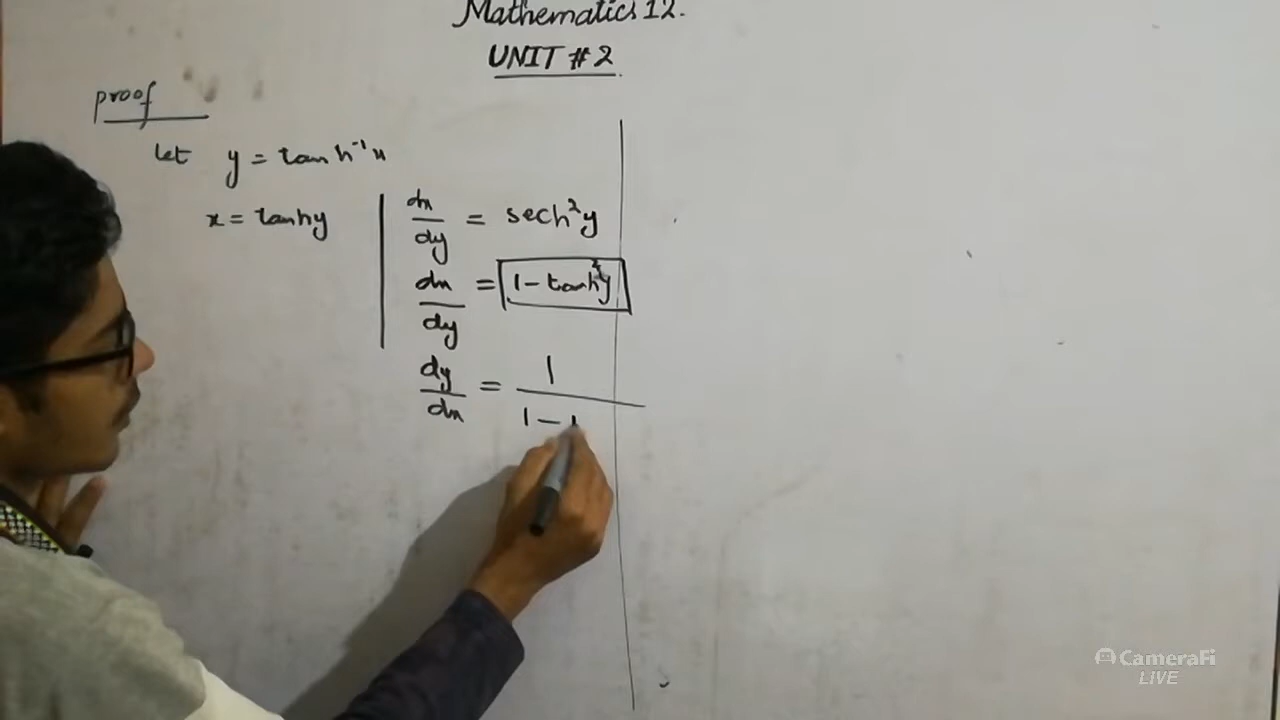 Mathematics 12.
UNIT # 2
proof
let y = tanh⁻¹x
x = tanhy
dx/dy = sech²y
dx/dy = 1 - tanh²y
dy/dx = 1/1 -
CameraFi
LIVE